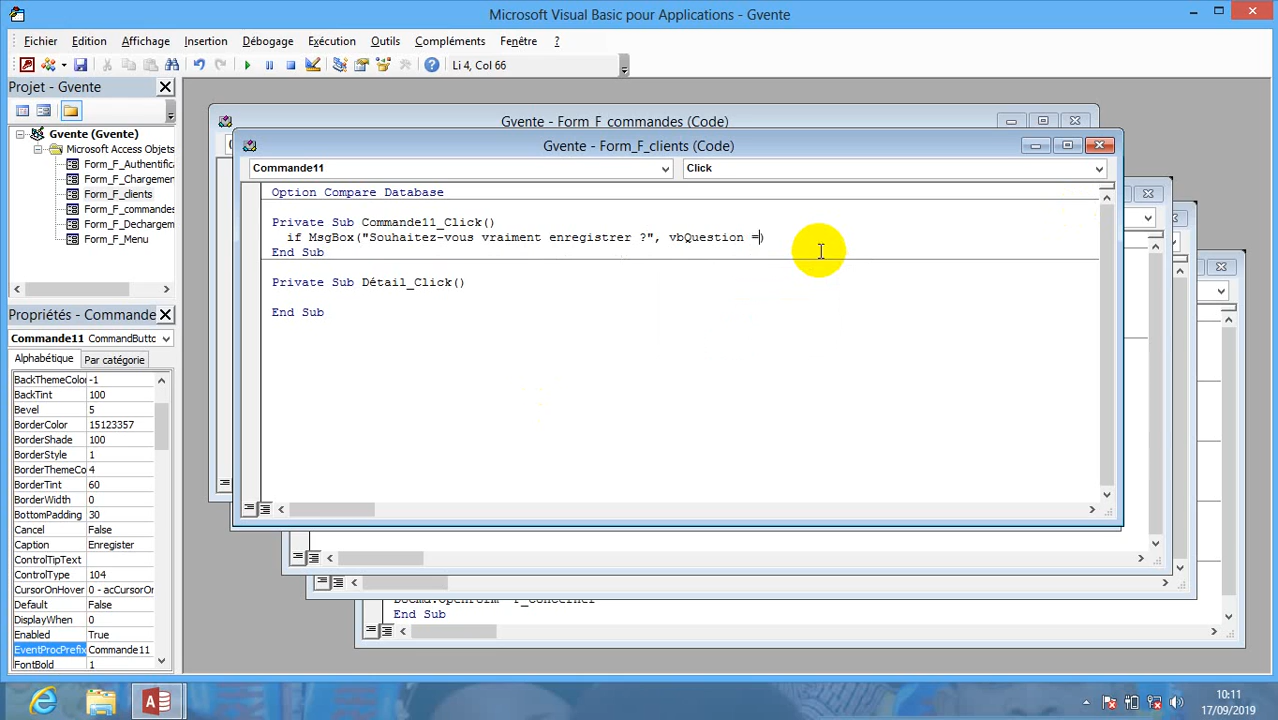 Microsoft Visual Basic pour Applications - Gvente
Fichier Edition Affichage Insertion Débogage Exécution Outils Compléments Fenêtre ?
Li 4, Col 66
Projet - Gvente
Gvente (Gvente)
Microsoft Access Objets
Form_F_Authentifica
Form_F_Chargemen
Form_F_clients
Form_F_commandes
Form_F_Dechargem
Form_F_Menu
Propriétés - Commande
Commande11 CommandButto
Alphabétique Par catégorie
BackThemeColo -1
BackTint 100
Bevel 5
BorderColor 15123357
BorderShade 100
BorderStyle 1
BorderThemeCo 4
BorderTint 60
BorderWidth 0
BottomPadding 30
Cancel False
Caption Enregister
ControlTipText
ControlType 104
CursorOnHover 0 - acCursorOn
Default False
DisplayWhen 0
Enabled True
EventProcPrefix Commande11
FontBold 1
Gvente - Form_F_commandes (Code)
Gvente - Form_F_clients (Code)
Commande11 Click
Option Compare Database
Private Sub Commande11_Click()
if MsgBox("Souhaitez-vous vraiment enregistrer ?", vbQuestion =)
End Sub
Private Sub Détail_Click()
End Sub
End Sub
10:11
17/09/2019